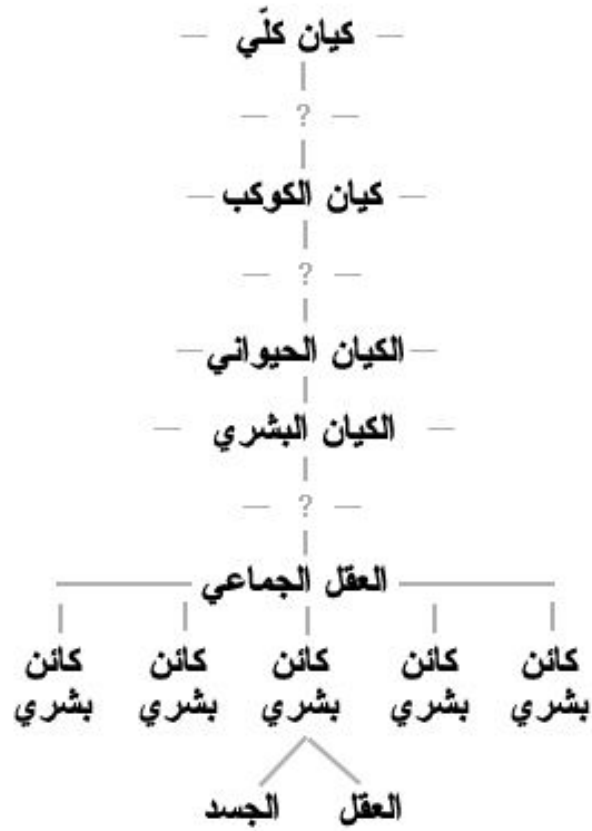 كيان كلّي
?
كيان الكوكب
?
الكيان الحيواني
الكيان البشري
?
العقل الجماعي
كائن كائن كائن كائن كائن
بشري بشري بشري بشري بشري
العقل الجسد